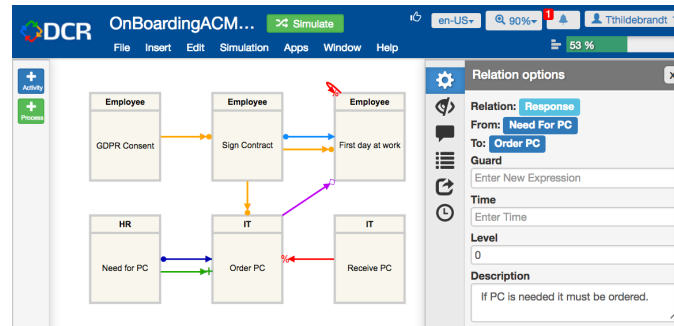 DCR
OnBoardingACM...
Simulate
en-US
90%
1
Tthildebrandt
File Insert Edit Simulation Apps Window Help
53 %
+
Activity
+
Process
Employee
GDPR Consent
Employee
Sign Contract
%
Employee
First day at work
HR
Need for PC
IT
Order PC
%
IT
Receive PC
Relation options
x
Relation: Response
From: Need For PC
To: Order PC
Guard
Enter New Expression
Time
Enter Time
Level
0
Description
If PC is needed it must be ordered.